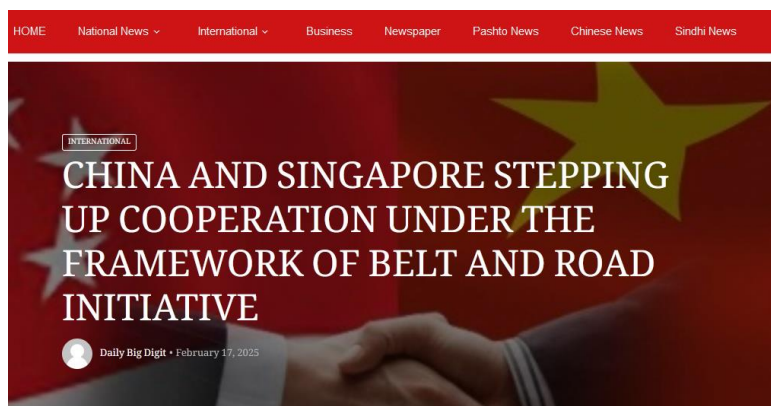 HOME National News International Business Newspaper Pashto News Chinese News Sindhi News
INTERNATIONAL
CHINA AND SINGAPORE STEPPING
UP COOPERATION UNDER THE
FRAMEWORK OF BELT AND ROAD
INITIATIVE
Daily Big Digit • February 17, 2025